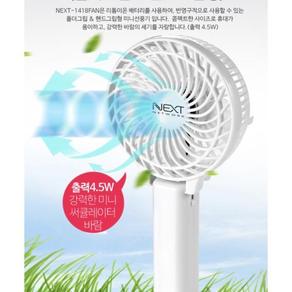 NEXT-1418FAN은 리튬이온 배터리를 사용하여, 반영구적으로 사용할 수 있는
폴더그립 & 핸드그립형 미니선풍기 입니다. 콤팩트한 사이즈로 휴대가
용이하고, 강력한 바람의 세기를 자랑합니다. (출력 4.5W)
NEXT
NETWORK
출력4.5W
강력한 미니
써큘레이터
바람